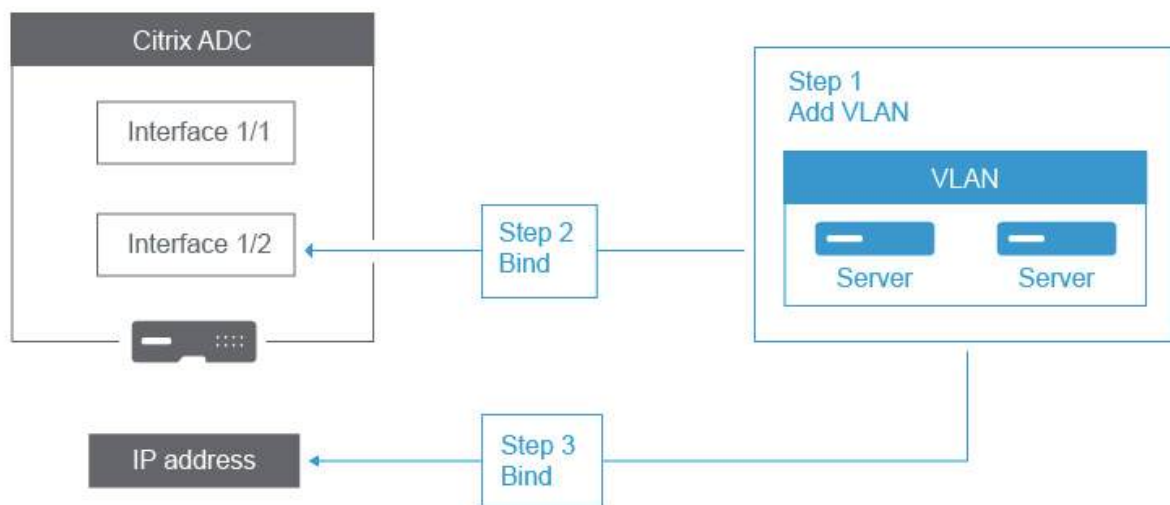 Citrix ADC
Interface 1/1
Interface 1/2
IP address
Step 2
Bind
Step 3
Bind
Step 1
Add VLAN
VLAN
Server
Server